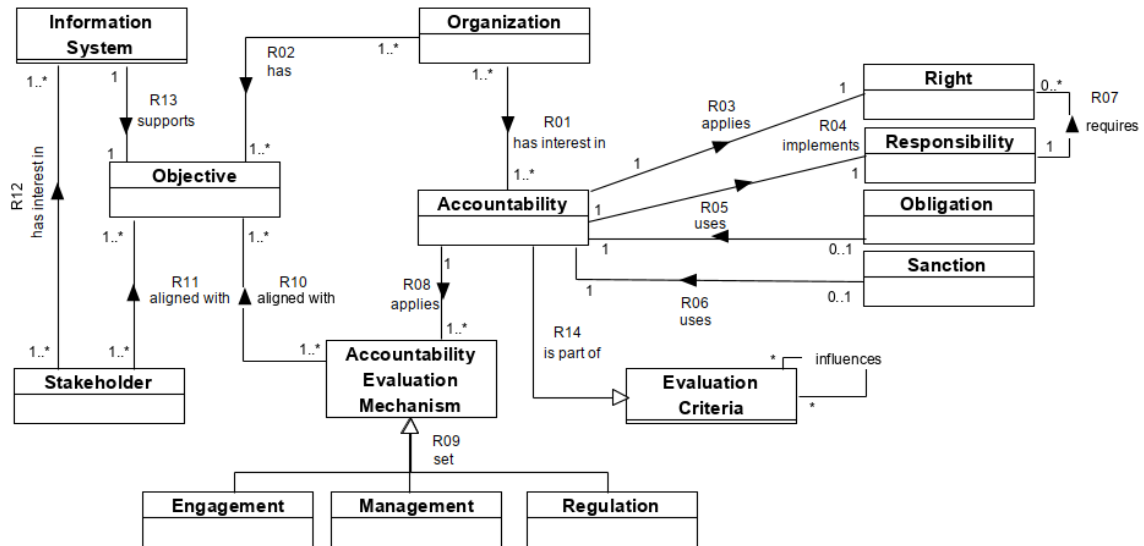 Information
System
Organization
R02
has
1..*
1..*
1
1..*
R13
supports
R01
has interest in
R12
has interest in
1
1..*
1..*
Objective
Accountability
Right
0..*
R07
requires
1
R03
applies
R04
implements
1
Responsibility
1
1
1
R05
uses
1
0..1
Obligation
Sanction
1
R06
uses
0..1
1..*
1..*
R11
aligned with
R10
aligned with
1
R08
applies
1..*
R14
is part of
1..*
1..*
1..*
Stakeholder
Accountability
Evaluation
Mechanism
Evaluation
Criteria
*
influences
*
R09
set
Engagement
Management
Regulation